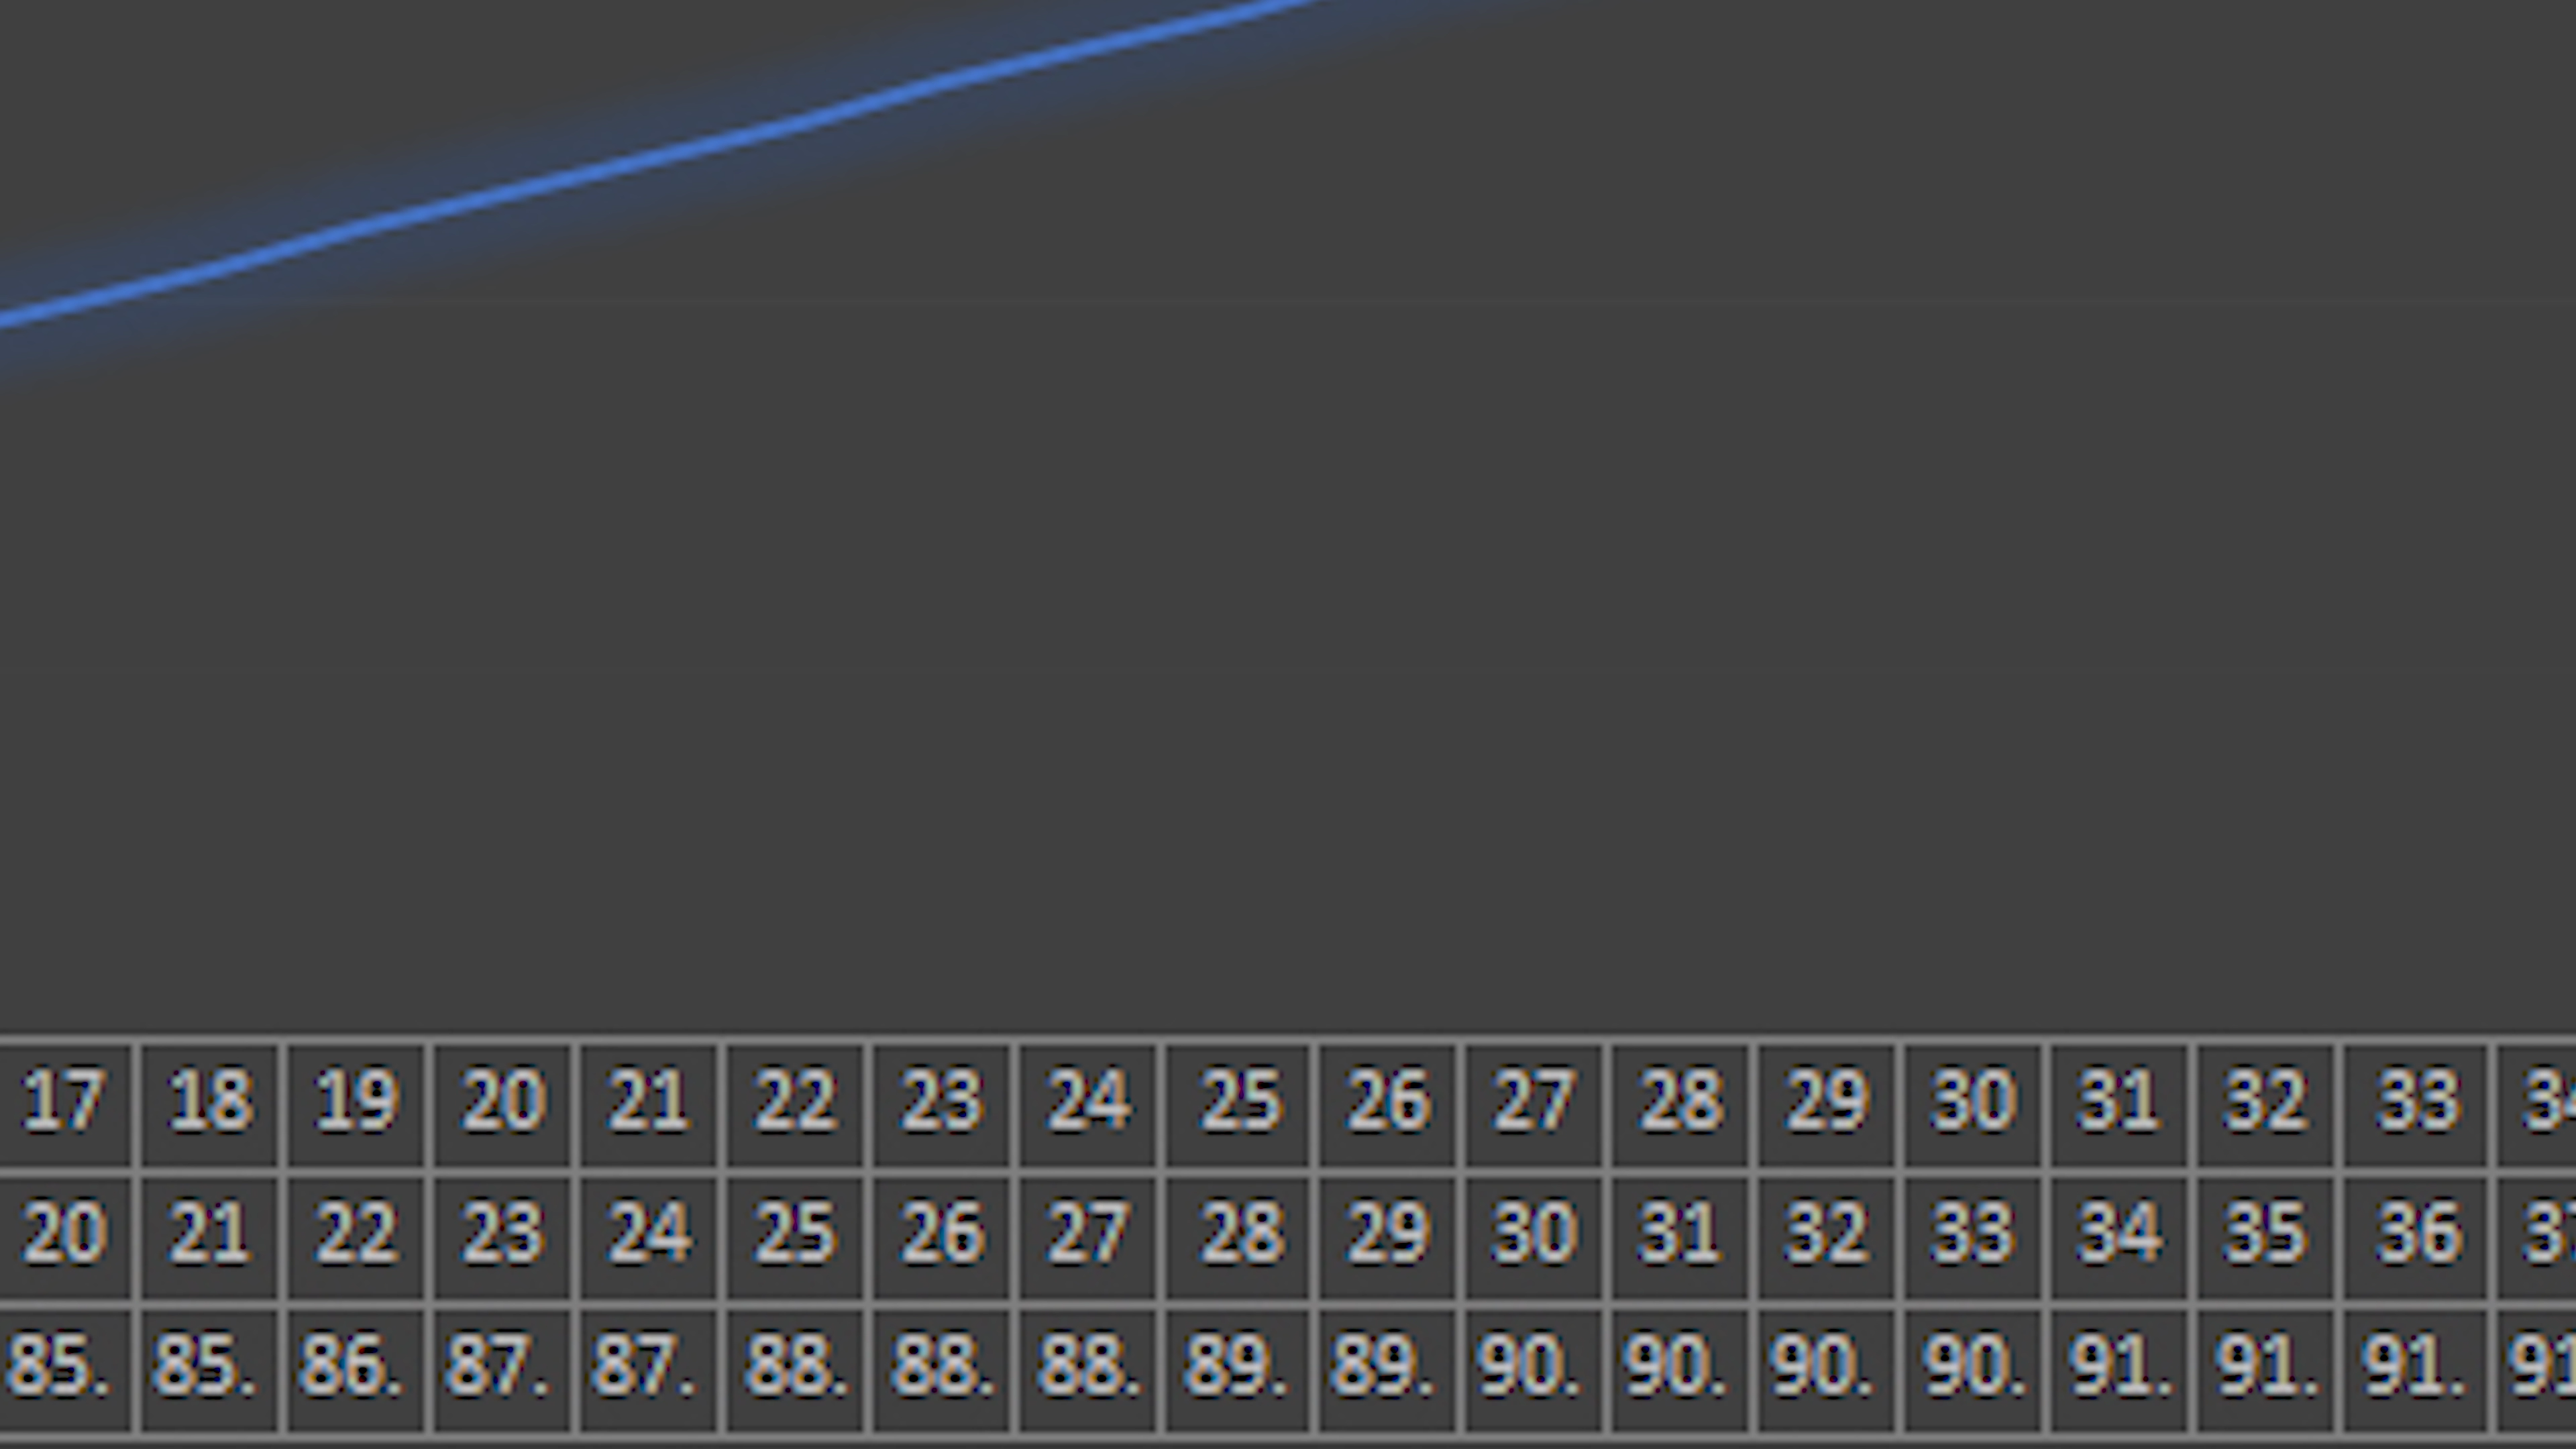 17 18 19 20 21 22 23 24 25 26 27 28 29 30 31 32 33
20 21 22 23 24 25 26 27 28 29 30 31 32 33 34 35 36
85. 85. 86. 87. 87. 88. 88. 88. 89. 89. 90. 90. 90. 90. 91. 91. 91. 91